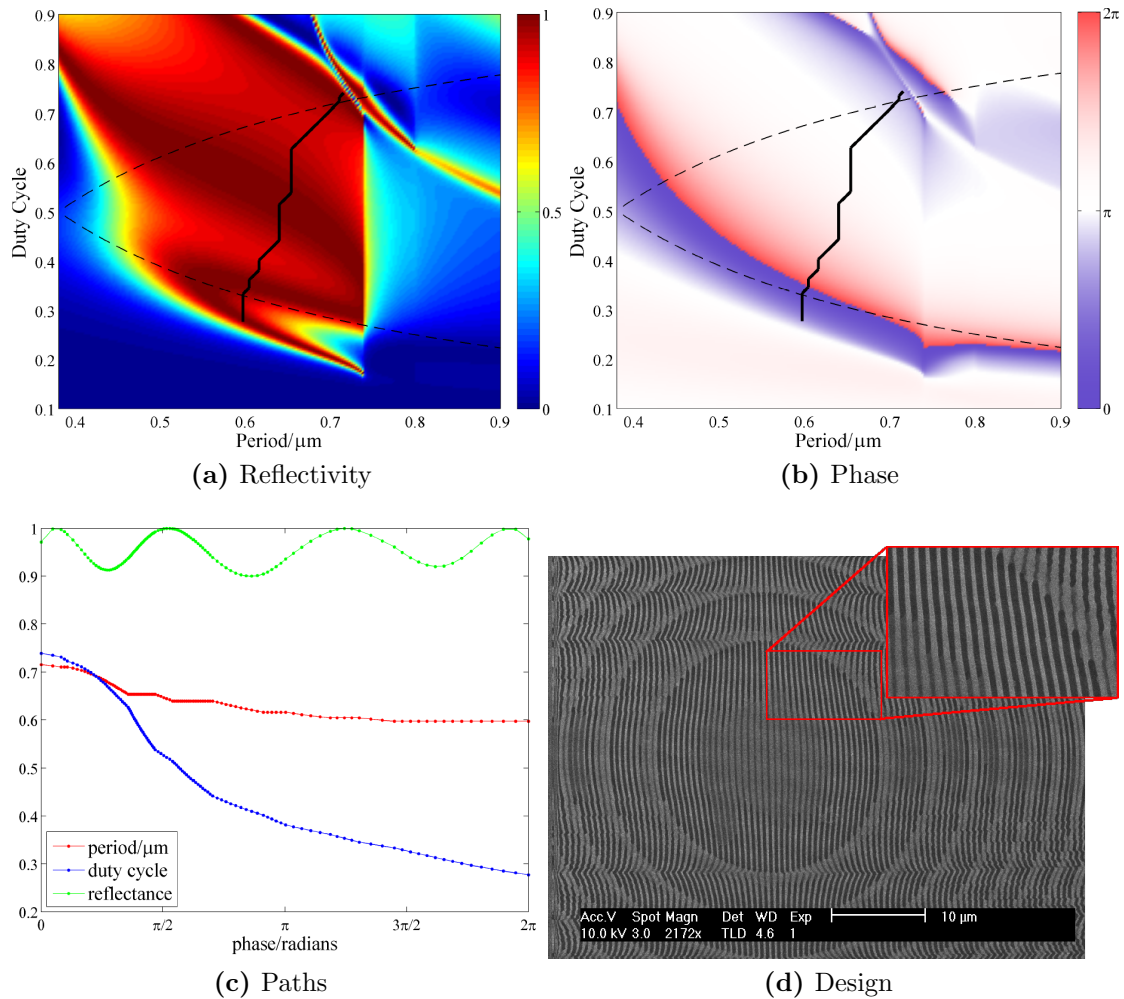 0.9
0.8
0.7
0.6
0.5
0.4
0.3
0.2
0.1
Duty Cycle
0.4 0.5 0.6 0.7 0.8 0.9
Period/μm
1
0.5
0
(a) Reflectivity
0.9
0.8
0.7
0.6
0.5
0.4
0.3
0.2
0.1
Duty Cycle
0.4 0.5 0.6 0.7 0.8 0.9
Period/μm
2π
π
0
(b) Phase
1
0.9
0.8
0.7
0.6
0.5
0.4
0.3
0.2
period/μm
duty cycle
reflectance
0 π/2 π 3π/2 2π
phase/radians
(c) Paths
Acc.V Spot Magn Det WD Exp
10.0 kV 3.0 2172x TLD 4.6 1
10 μm
(d) Design